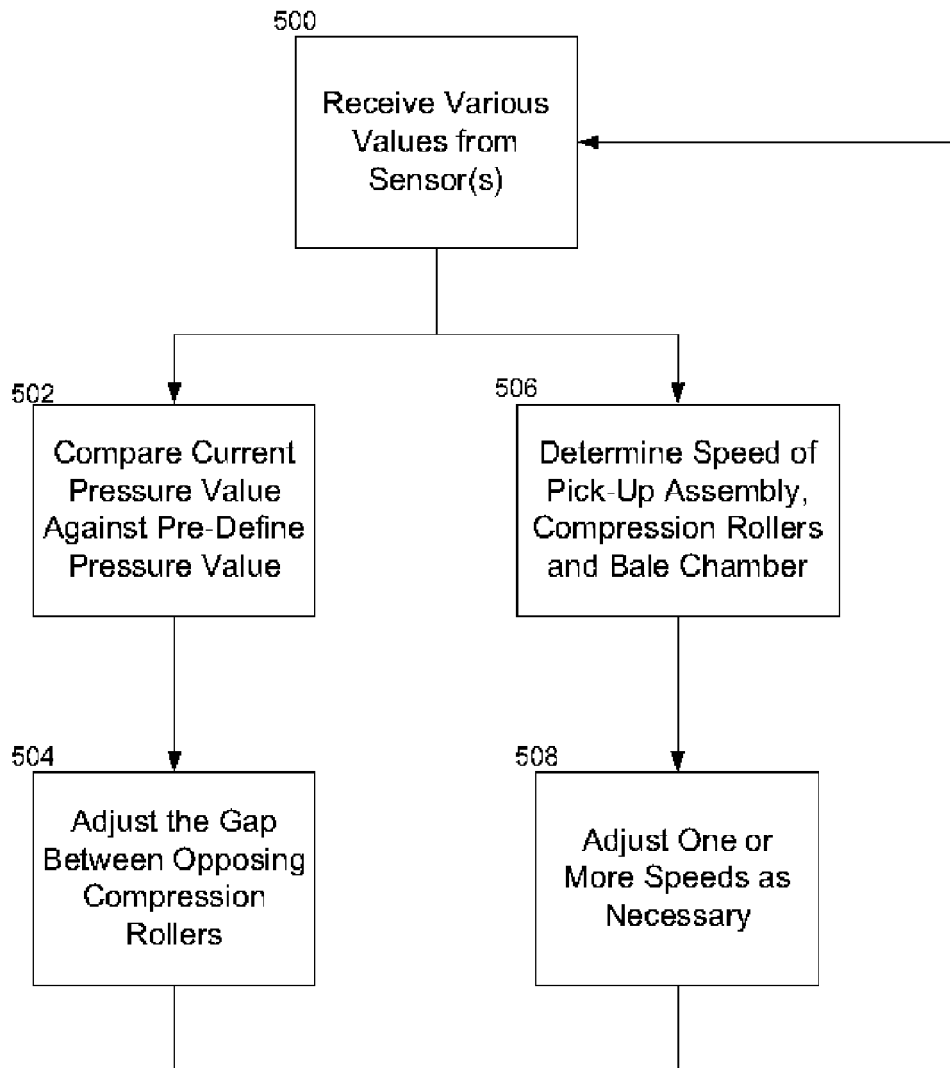 500
Receive Various
Values from
Sensor(s)
502
Compare Current
Pressure Value
Against Pre-Define
Pressure Value
506
Determine Speed of
Pick-Up Assembly,
Compression Rollers
and Bale Chamber
504
Adjust the Gap
Between Opposing
Compression
Rollers
508
Adjust One or
More Speeds as
Necessary